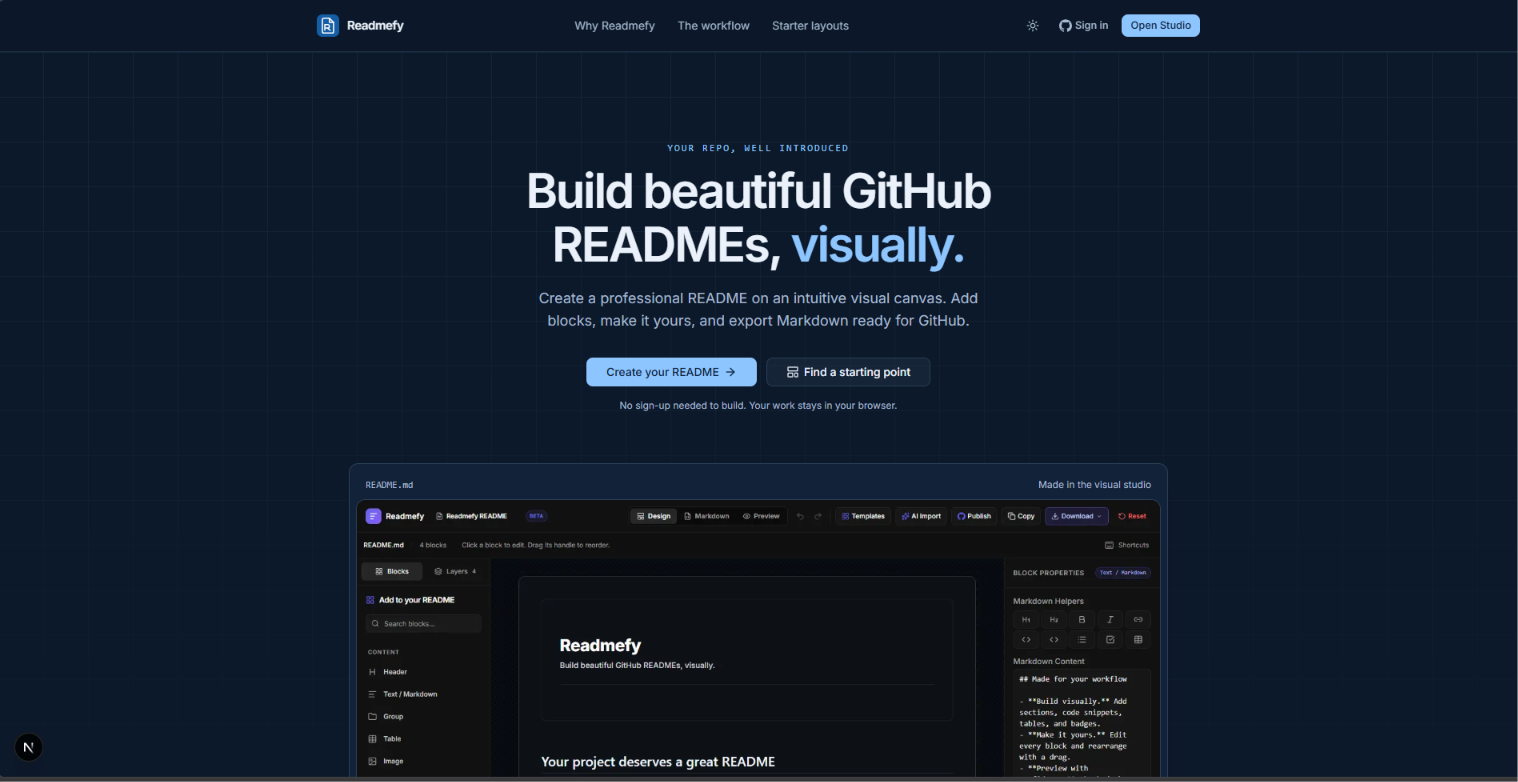 Readmefy
Why Readmefy
The workflow
Starter layouts
Sign in
Open Studio
YOUR REPO, WELL INTRODUCED
Build beautiful GitHub
READMEs, visually.
Create a professional README on an intuitive visual canvas. Add
blocks, make it yours, and export Markdown ready for GitHub.
Create your README →
Find a starting point
No sign-up needed to build. Your work stays in your browser.
README.md
Made in the visual studio
Readmefy
Readmefy README
BETA
Design
Markdown
Preview
Templates
AI Import
Publish
Copy
Download
Reset
README.md
4 blocks
Click a block to edit. Drag its handle to reorder.
Shortcuts
Blocks
Layers 4
Add to your README
Search blocks...
CONTENT
Header
Text / Markdown
Group
Table
Image
Readmefy
Build beautiful GitHub READMEs, visually.
Your project deserves a great README
BLOCK PROPERTIES
Text / Markdown
Markdown Helpers
H1
H2
B
I
Markdown Content
## Made for your workflow
- **Build visually.** Add
sections, code snippets,
tables, and badges.
- **Make it yours.** Edit
every block and rearrange
with a drag.
- **Preview with
N